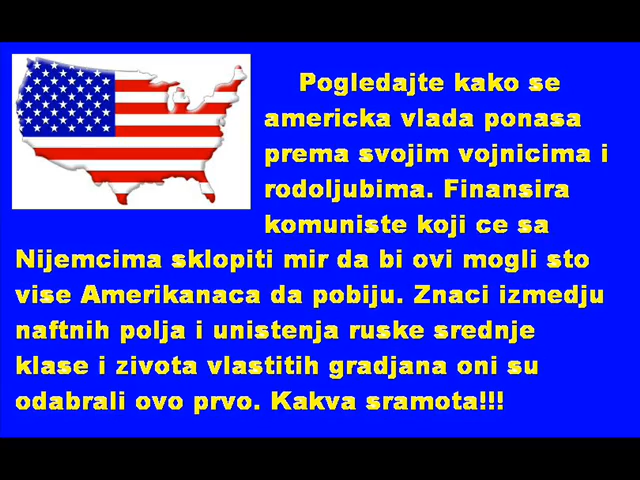 Pogledajte kako se
americka vlada ponasa
prema svojim vojnicima i
rodoljubima. Finansira
komuniste koji ce sa
Nijemcima sklopiti mir da bi ovi mogli sto
vise Amerikanaca da pobiju. Znaci izmedju
naftnih polja i unistenja ruske srednje
klase i zivota vlastitih gradjana oni su
odabrali ovo prvo. Kakva sramota!!!